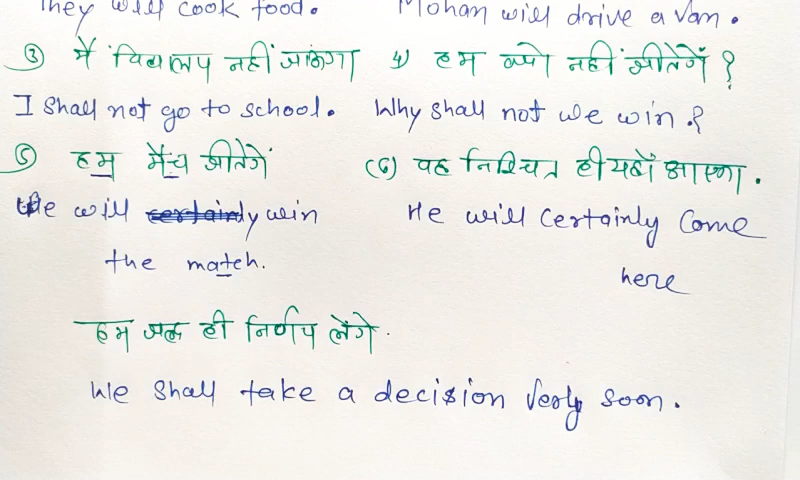 They will cook food. Mohan will drive a van.
③ मैं विद्यालय नहीं जाऊंगा 4) हम क्यो नहीं जीतेगें ?
I shall not go to school. Why shall not we win ?
⑤ हम मैच जीतेगें (6) वह निश्चित ही यहाँ आएगा.
We will win He will certainly come
the match. here
हम जल्द ही निर्णय लेंगे.
We shall take a decision very soon.